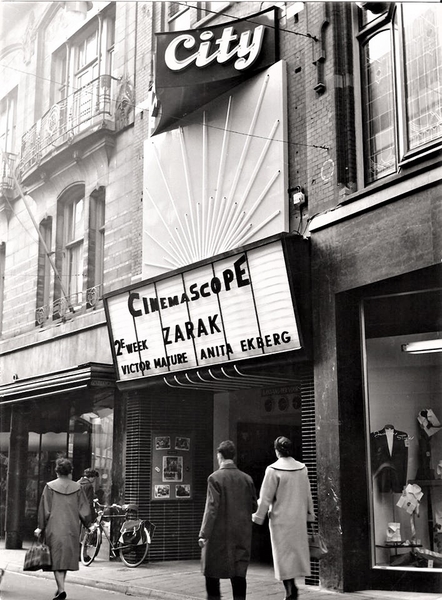 City
CINEMASCOPE
2E WEEK ZARAK
VICTOR MATURE ANITA EKBERG